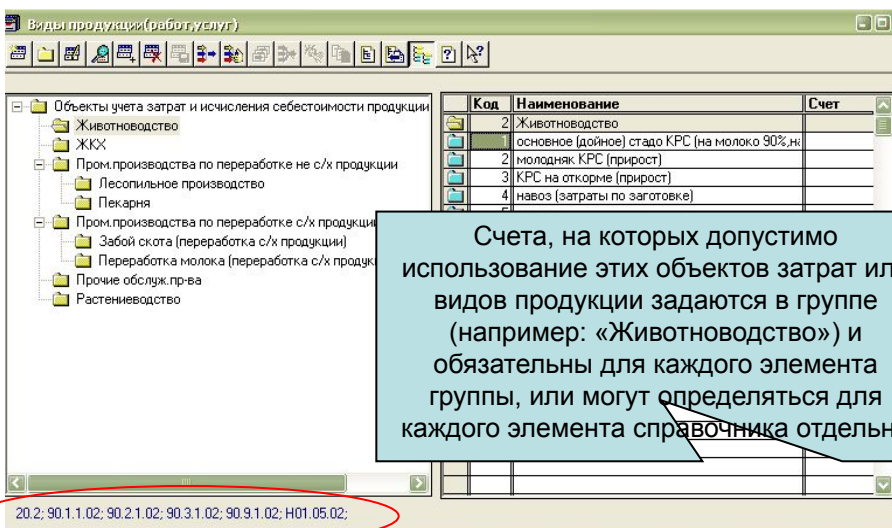 Виды продукции(работ,услуг)
Объекты учета затрат и исчисления себестоимости продукции
Животноводство
ЖКХ
Пром.производства по переработке не с/х продукции
Лесопильное производство
Пекарня
Пром.производства по переработке с/х продукции
Забой скота (переработка с/х продукции)
Переработка молока (переработка с/х продук
Прочие обслуж.пр-ва
Растениеводство
Код Наименование Счет
2 Животноводство
1 основное (дойное) стадо КРС (на молоко 90%,на
2 молодняк КРС (прирост)
3 КРС на откорме (прирост)
4 навоз (затраты по заготовке)
Счета, на которых допустимо
использование этих объектов затрат ил
видов продукции задаются в группе
(например: «Животноводство») и
обязательны для каждого элемента
группы, или могут определяться для
каждого элемента справочника отдельн
20.2; 90.1.1.02; 90.2.1.02; 90.3.1.02; 90.9.1.02; Н01.05.02;